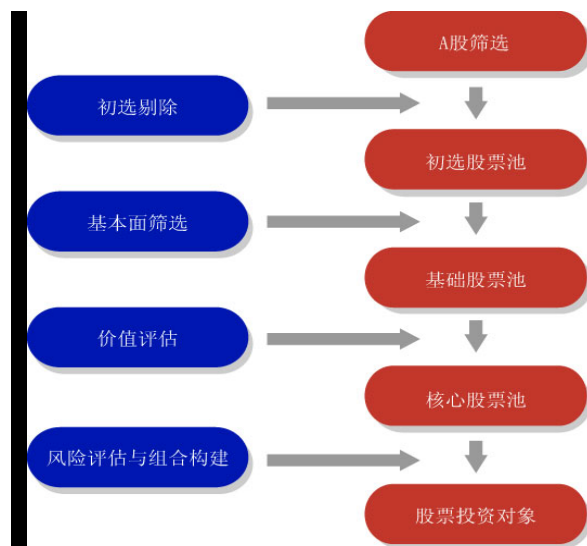 A股筛选
初选剔除
初选股票池
基本面筛选
基础股票池
价值评估
核心股票池
风险评估与组合构建
股票投资对象